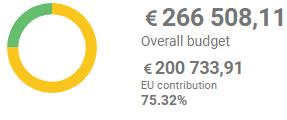 € 266 508,11
Overall budget
€ 200 733,91
EU contribution
75.32%